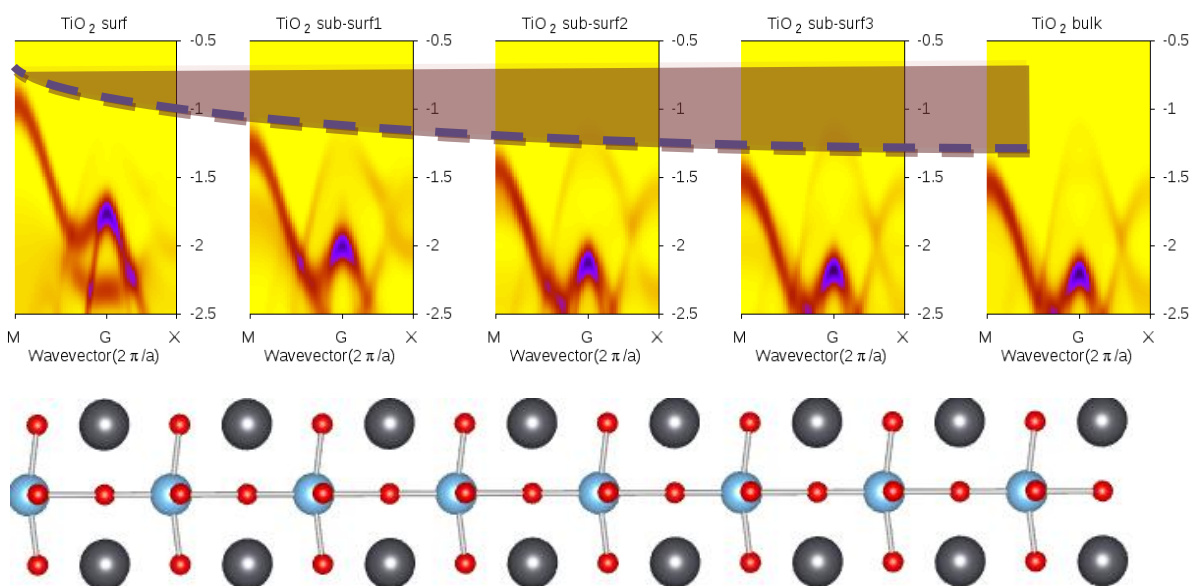 TiO2 surf
TiO2 sub-surf1
TiO2 sub-surf2
TiO2 sub-surf3
TiO2 bulk
-0.5
-1
-1.5
-2
-2.5
-0.5
-1
-1.5
-2
-2.5
-0.5
-1
-1.5
-2
-2.5
-0.5
-1
-1.5
-2
-2.5
-0.5
-1
-1.5
-2
-2.5
M G X
M G X
M G X
M G X
M G X
Wavevector(2 π/a)
Wavevector(2 π/a)
Wavevector(2 π/a)
Wavevector(2 π/a)
Wavevector(2 π/a)